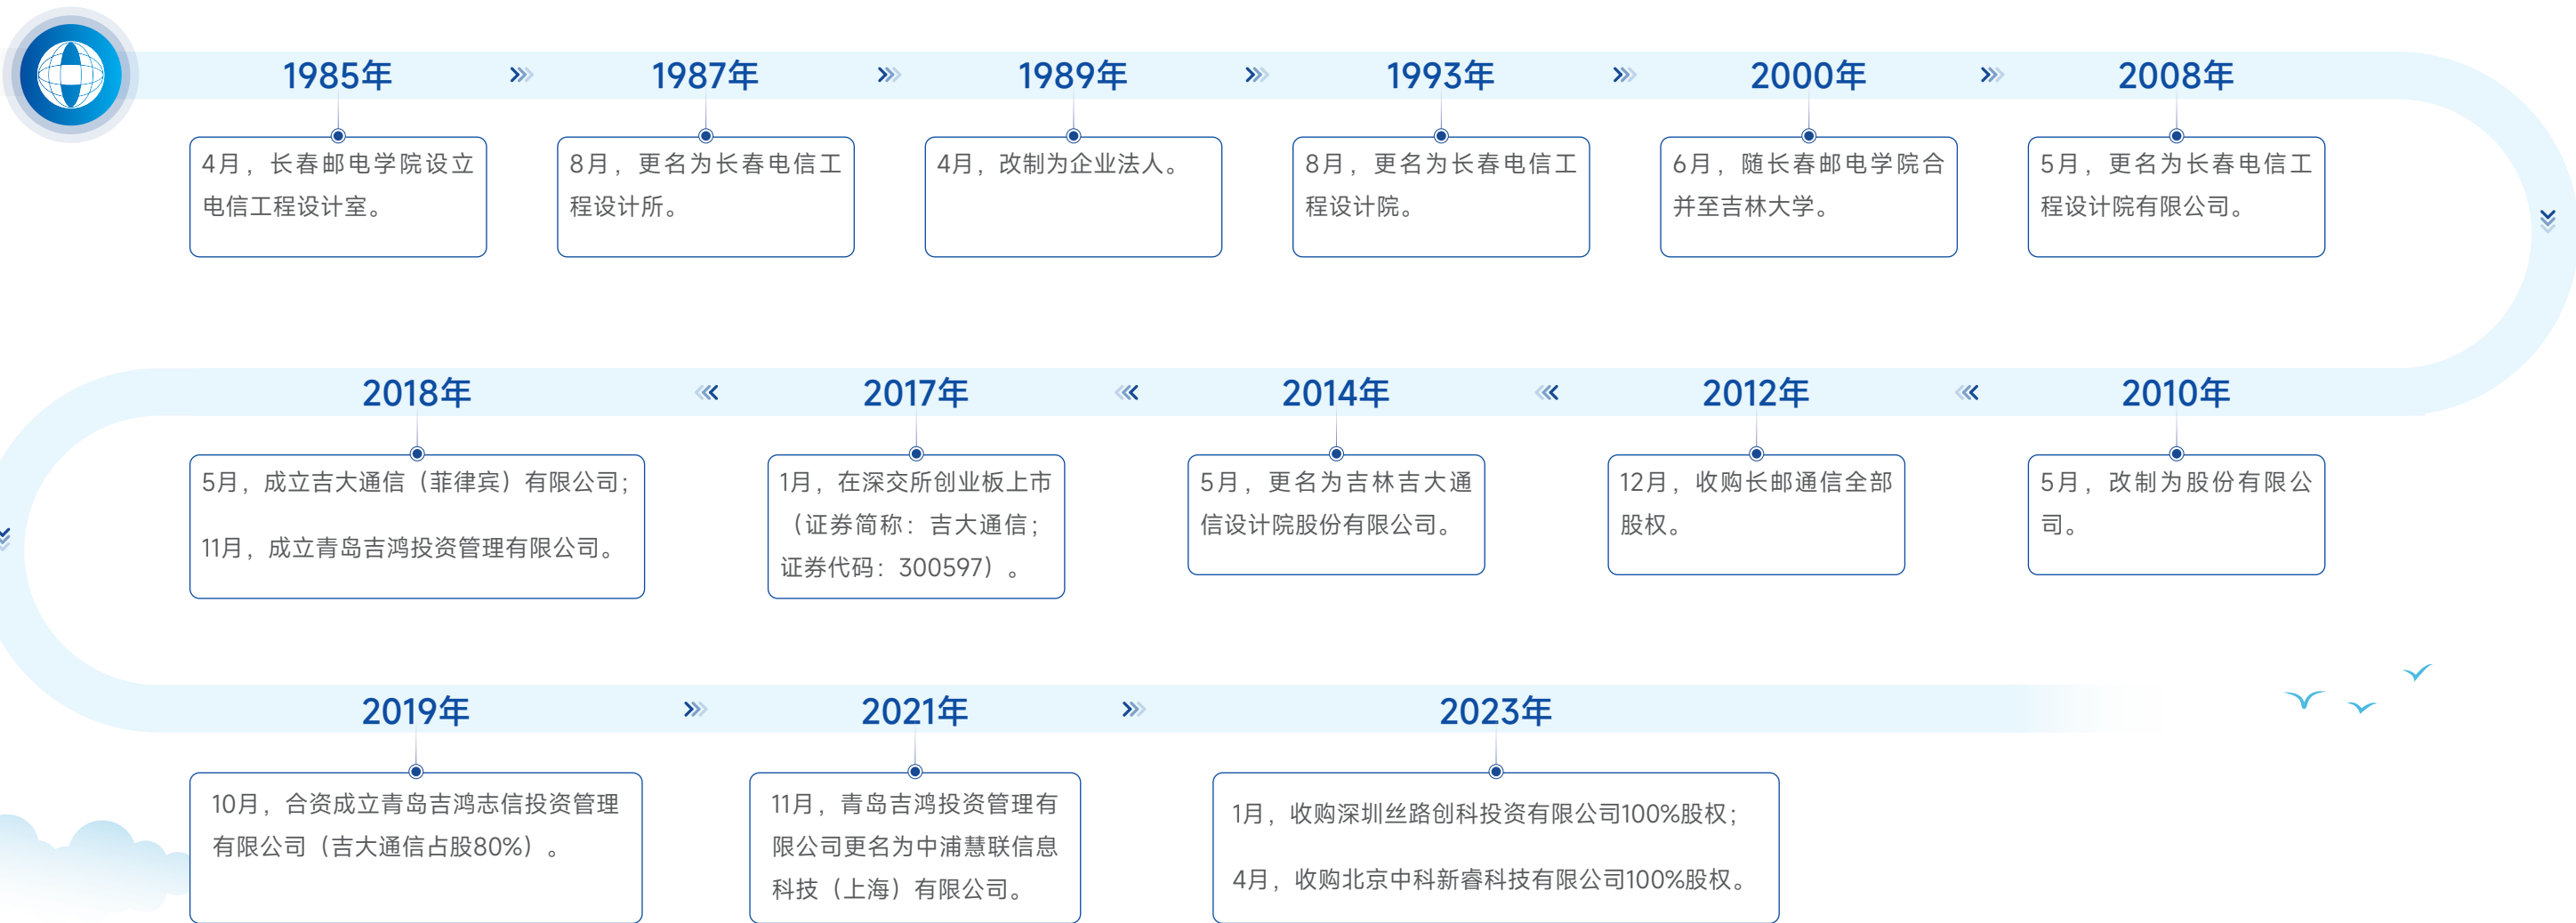 1985年
4月，长春邮电学院设立
电信工程设计室。
1987年
8月，更名为长春电信工
程设计所。
1989年
4月，改制为企业法人。
1993年
8月，更名为长春电信工
程设计院。
2000年
6月，随长春邮电学院合
并至吉林大学。
2008年
5月，更名为长春电信工
程设计院有限公司。
2010年
5月，改制为股份有限公
司。
2012年
12月，收购长邮通信全部
股权。
2014年
5月，更名为吉林吉大通
信设计院股份有限公司。
2017年
1月，在深交所创业板上市
（证券简称：吉大通信；
证券代码：300597）。
2018年
5月，成立吉大通信（菲律宾）有限公司；
11月，成立青岛吉鸿投资管理有限公司。
2019年
10月，合资成立青岛吉鸿志信投资管理
有限公司（吉大通信占股80%）。
2021年
11月，青岛吉鸿投资管理有
限公司更名为中浦慧联信息
科技（上海）有限公司。
2023年
1月，收购深圳丝路创科投资有限公司100%股权；
4月，收购北京中科新睿科技有限公司100%股权。